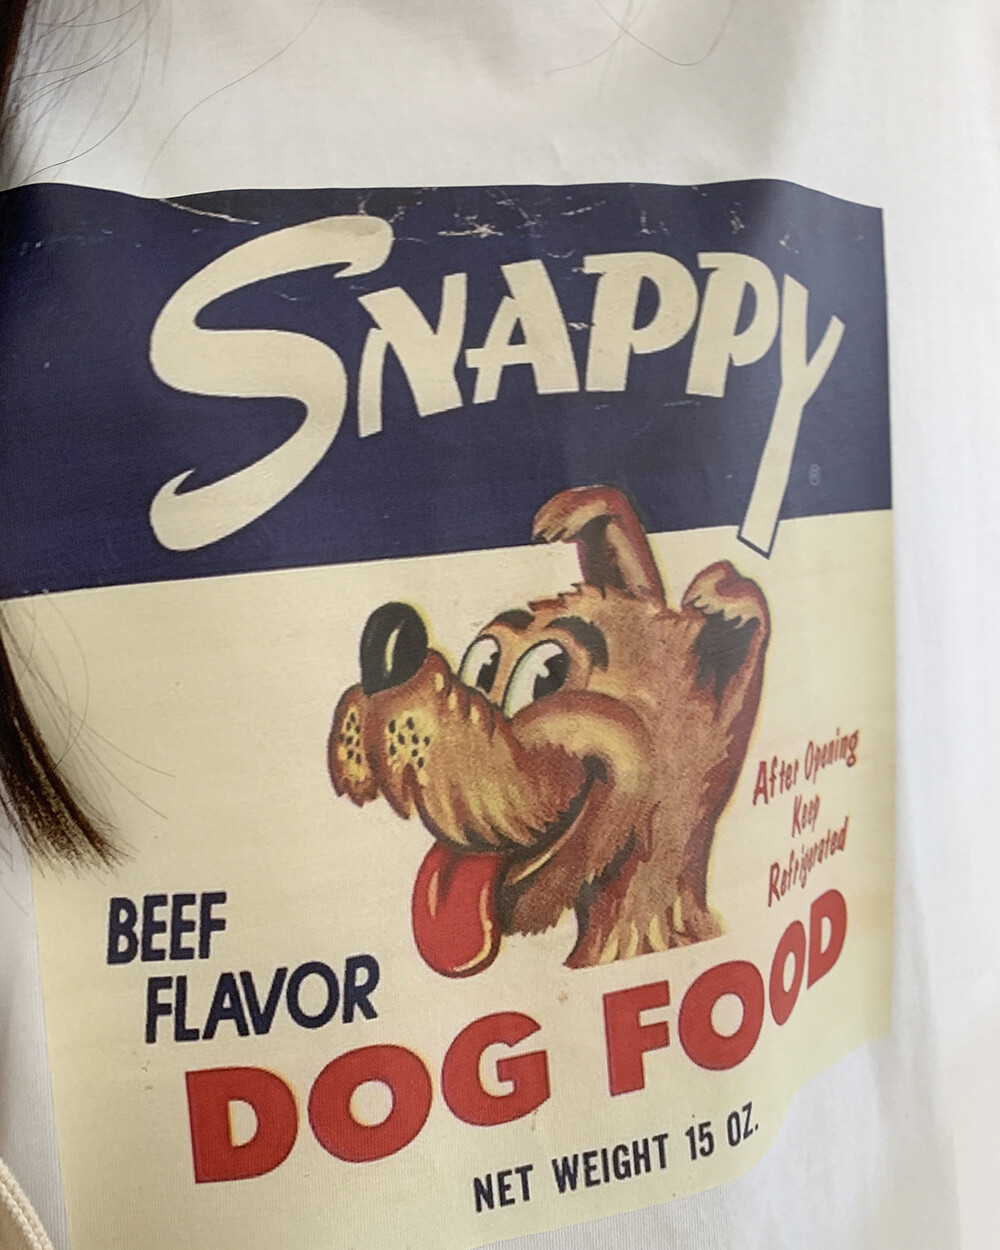 SNAPPY
®
After Opening
Keep
Refrigerated
BEEF
FLAVOR
DOG FOOD
NET WEIGHT 15 OZ.